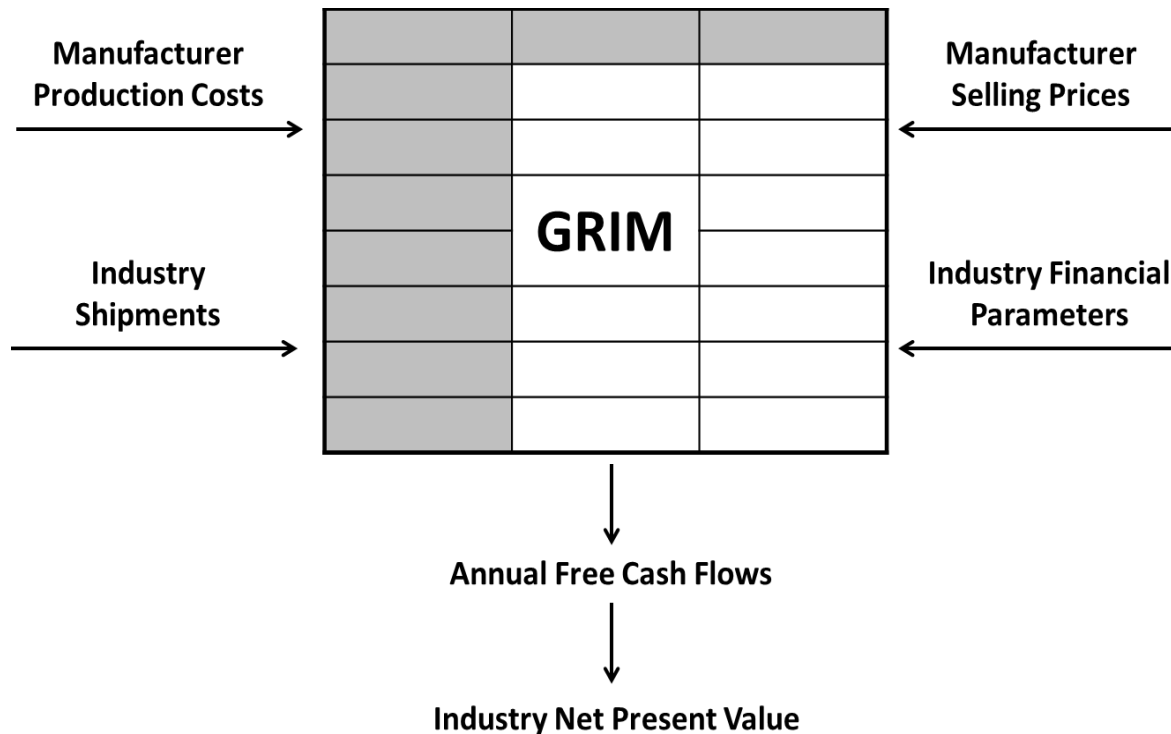 Manufacturer
Production Costs
Manufacturer
Selling Prices
GRIM
Industry
Shipments
Industry Financial
Parameters
Annual Free Cash Flows
Industry Net Present Value